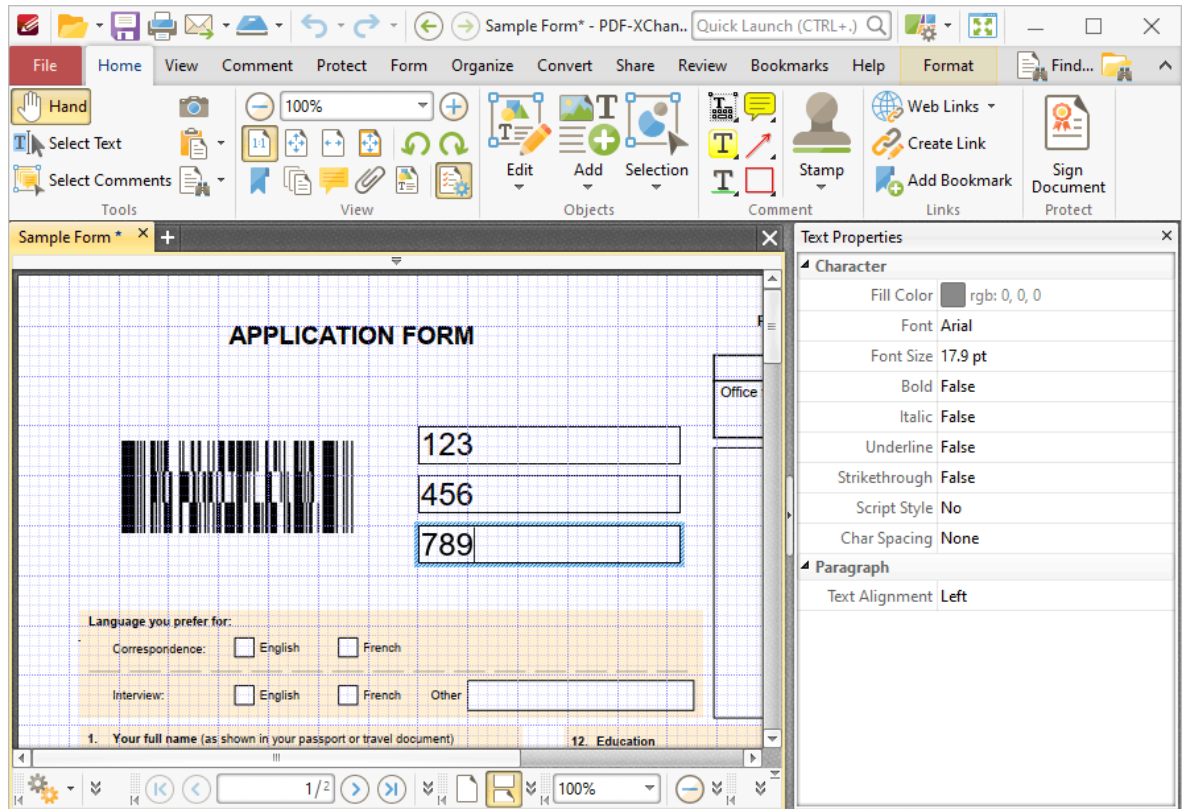 Sample Form* - PDF-XChan..
Quick Launch (CTRL+.)
File Home View Comment Protect Form Organize Convert Share Review Bookmarks Help Format Find...
Hand
Select Text
Select Comments
Tools
100%
1:1
View
Edit Add Selection
Objects
Stamp
Comment
Web Links
Create Link
Add Bookmark
Links
Sign
Document
Protect
Sample Form *
APPLICATION FORM
Office
123
456
789
Language you prefer for:
Correspondence: English French
Interview: English French Other
1. Your full name (as shown in your passport or travel document)
12. Education
1/2
100%
Text Properties
Character
Fill Color rgb: 0, 0, 0
Font Arial
Font Size 17.9 pt
Bold False
Italic False
Underline False
Strikethrough False
Script Style No
Char Spacing None
Paragraph
Text Alignment Left